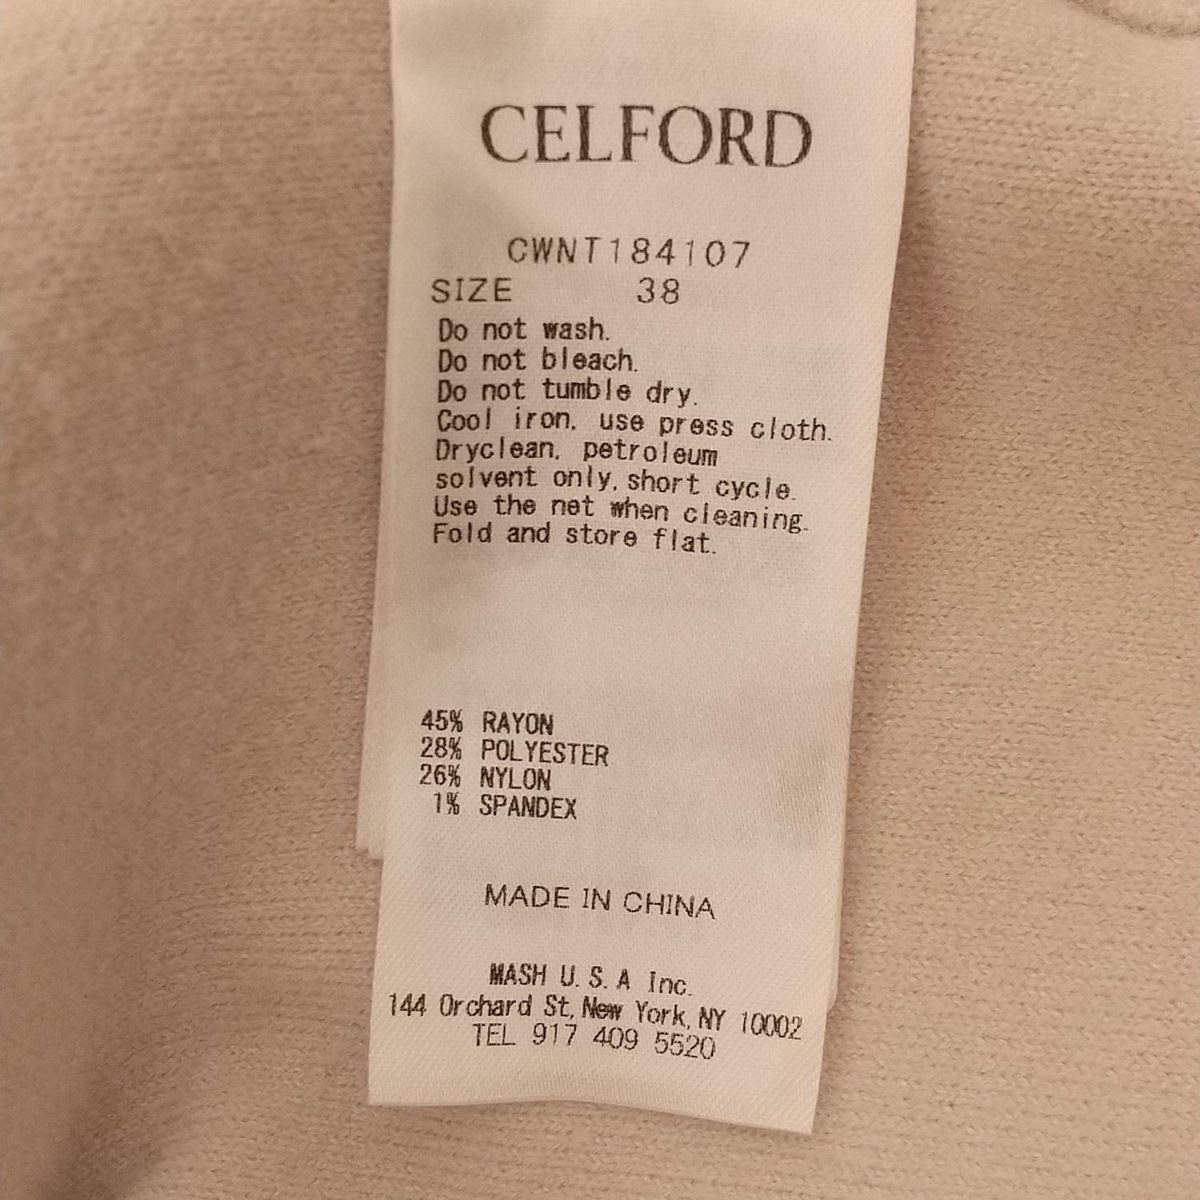 CELFORD
CWNT184107
SIZE 38
Do not wash.
Do not bleach.
Do not tumble dry.
Cool iron, use press cloth.
Dryclean, petroleum
solvent only, short cycle.
Use the net when cleaning.
Fold and store flat.
45% RAYON
28% POLYESTER
26% NYLON
1% SPANDEX
MADE IN CHINA
MASH U.S.A Inc.
144 Orchard St, New York, NY 10002
TEL 917 409 5520